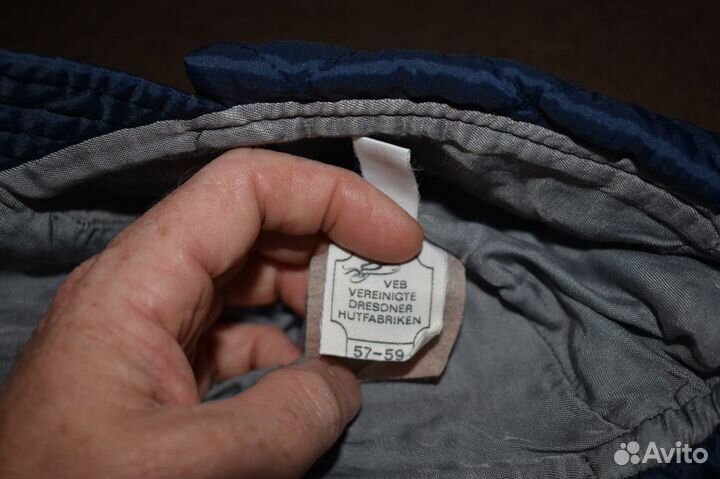 VEB
VEREINIGTE
DRESDNER
HUTFABRIKEN
57-59
Avito